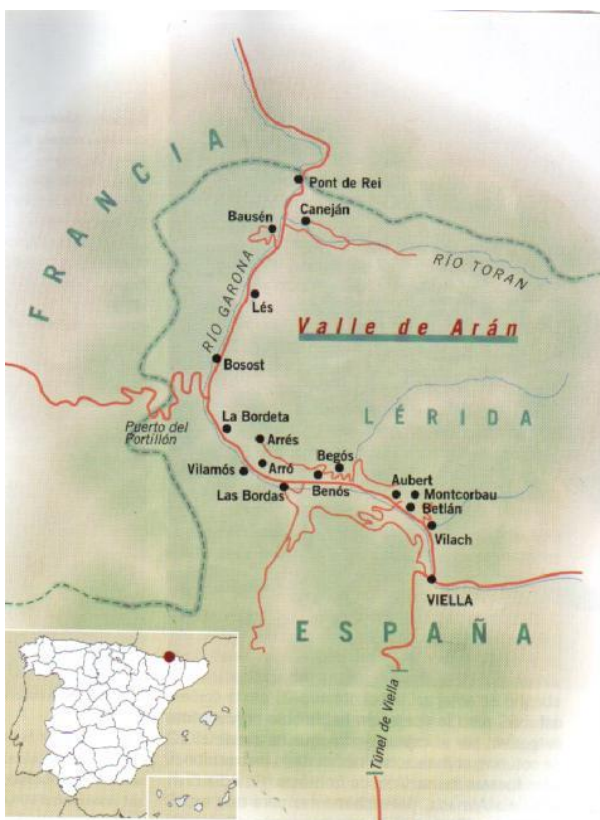 FRANCIA
Pont de Rei
Caneján
Bausén
RÍO TORAN
RÍO GARONA
Lés
Valle de Arán
Bosost
LÉRIDA
La Bordeta
Puerto del
Portillón
Arrés
Begós
Vilamós
Arró
Aubert
Montcorbau
Las Bordas
Benós
Betlán
Vilach
VIELLA
ESPAÑA
Túnel de Viella